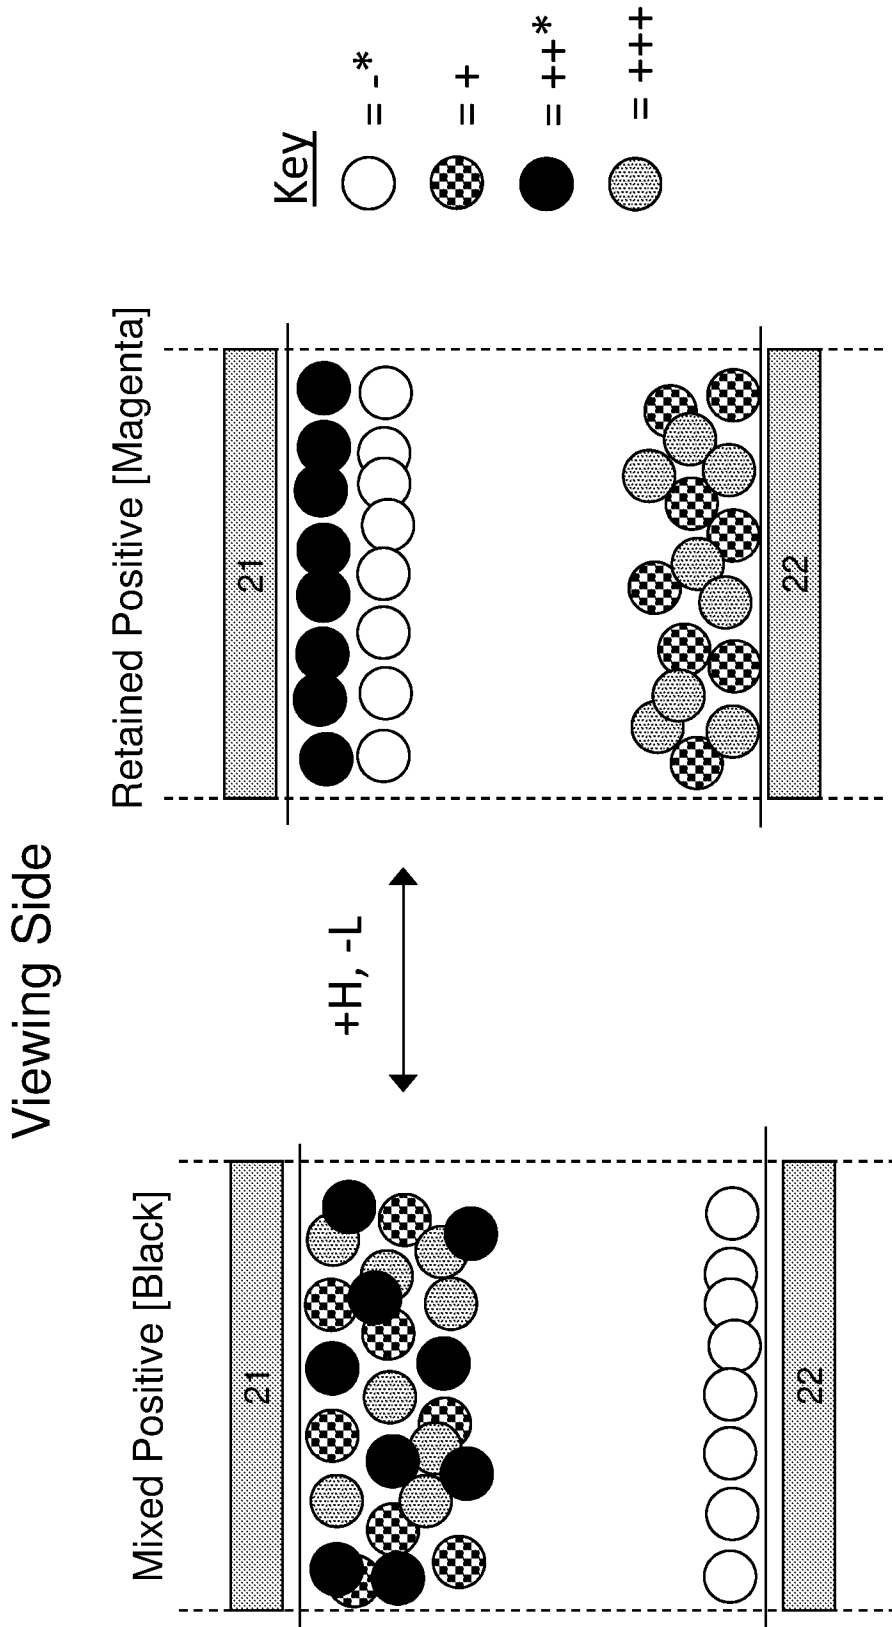 Viewing Side
Mixed Positive [Black]
21
22
+H, -L
Retained Positive [Magenta]
21
22
Key
= -*
= +
= ++*
= +++